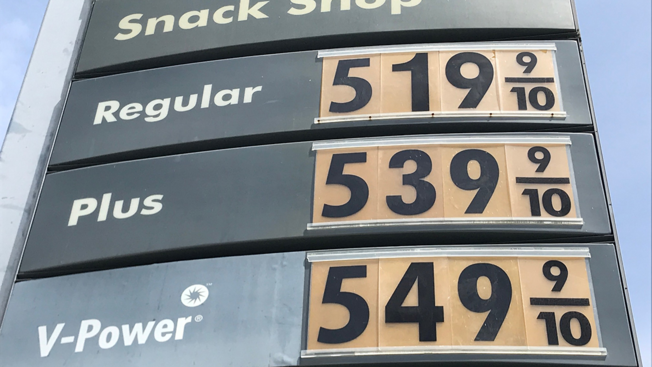 Snack Shop
Regular 519 9/10
Plus 539 9/10
V-Power® 549 9/10